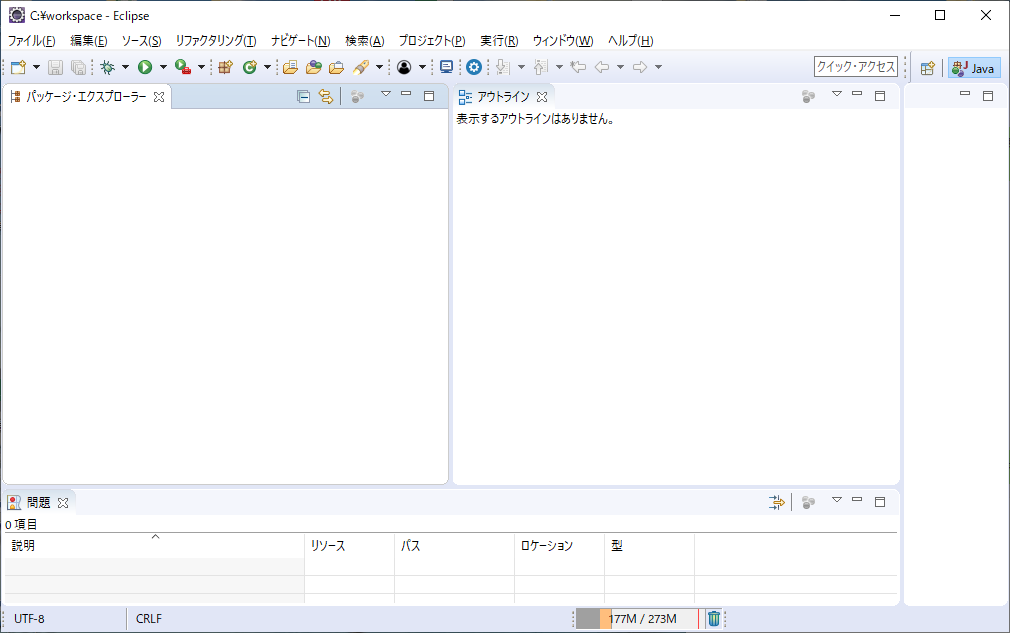 C:¥workspace - Eclipse
ファイル(F) 編集(E) ソース(S) リファクタリング(T) ナビゲート(N) 検索(A) プロジェクト(P) 実行(R) ウィンドウ(W) ヘルプ(H)
クイック・アクセス Java
パッケージ・エクスプローラー アウトライン
表示するアウトラインはありません。
問題
0 項目
説明 リソース パス ロケーション 型
UTF-8 CRLF 177M / 273M